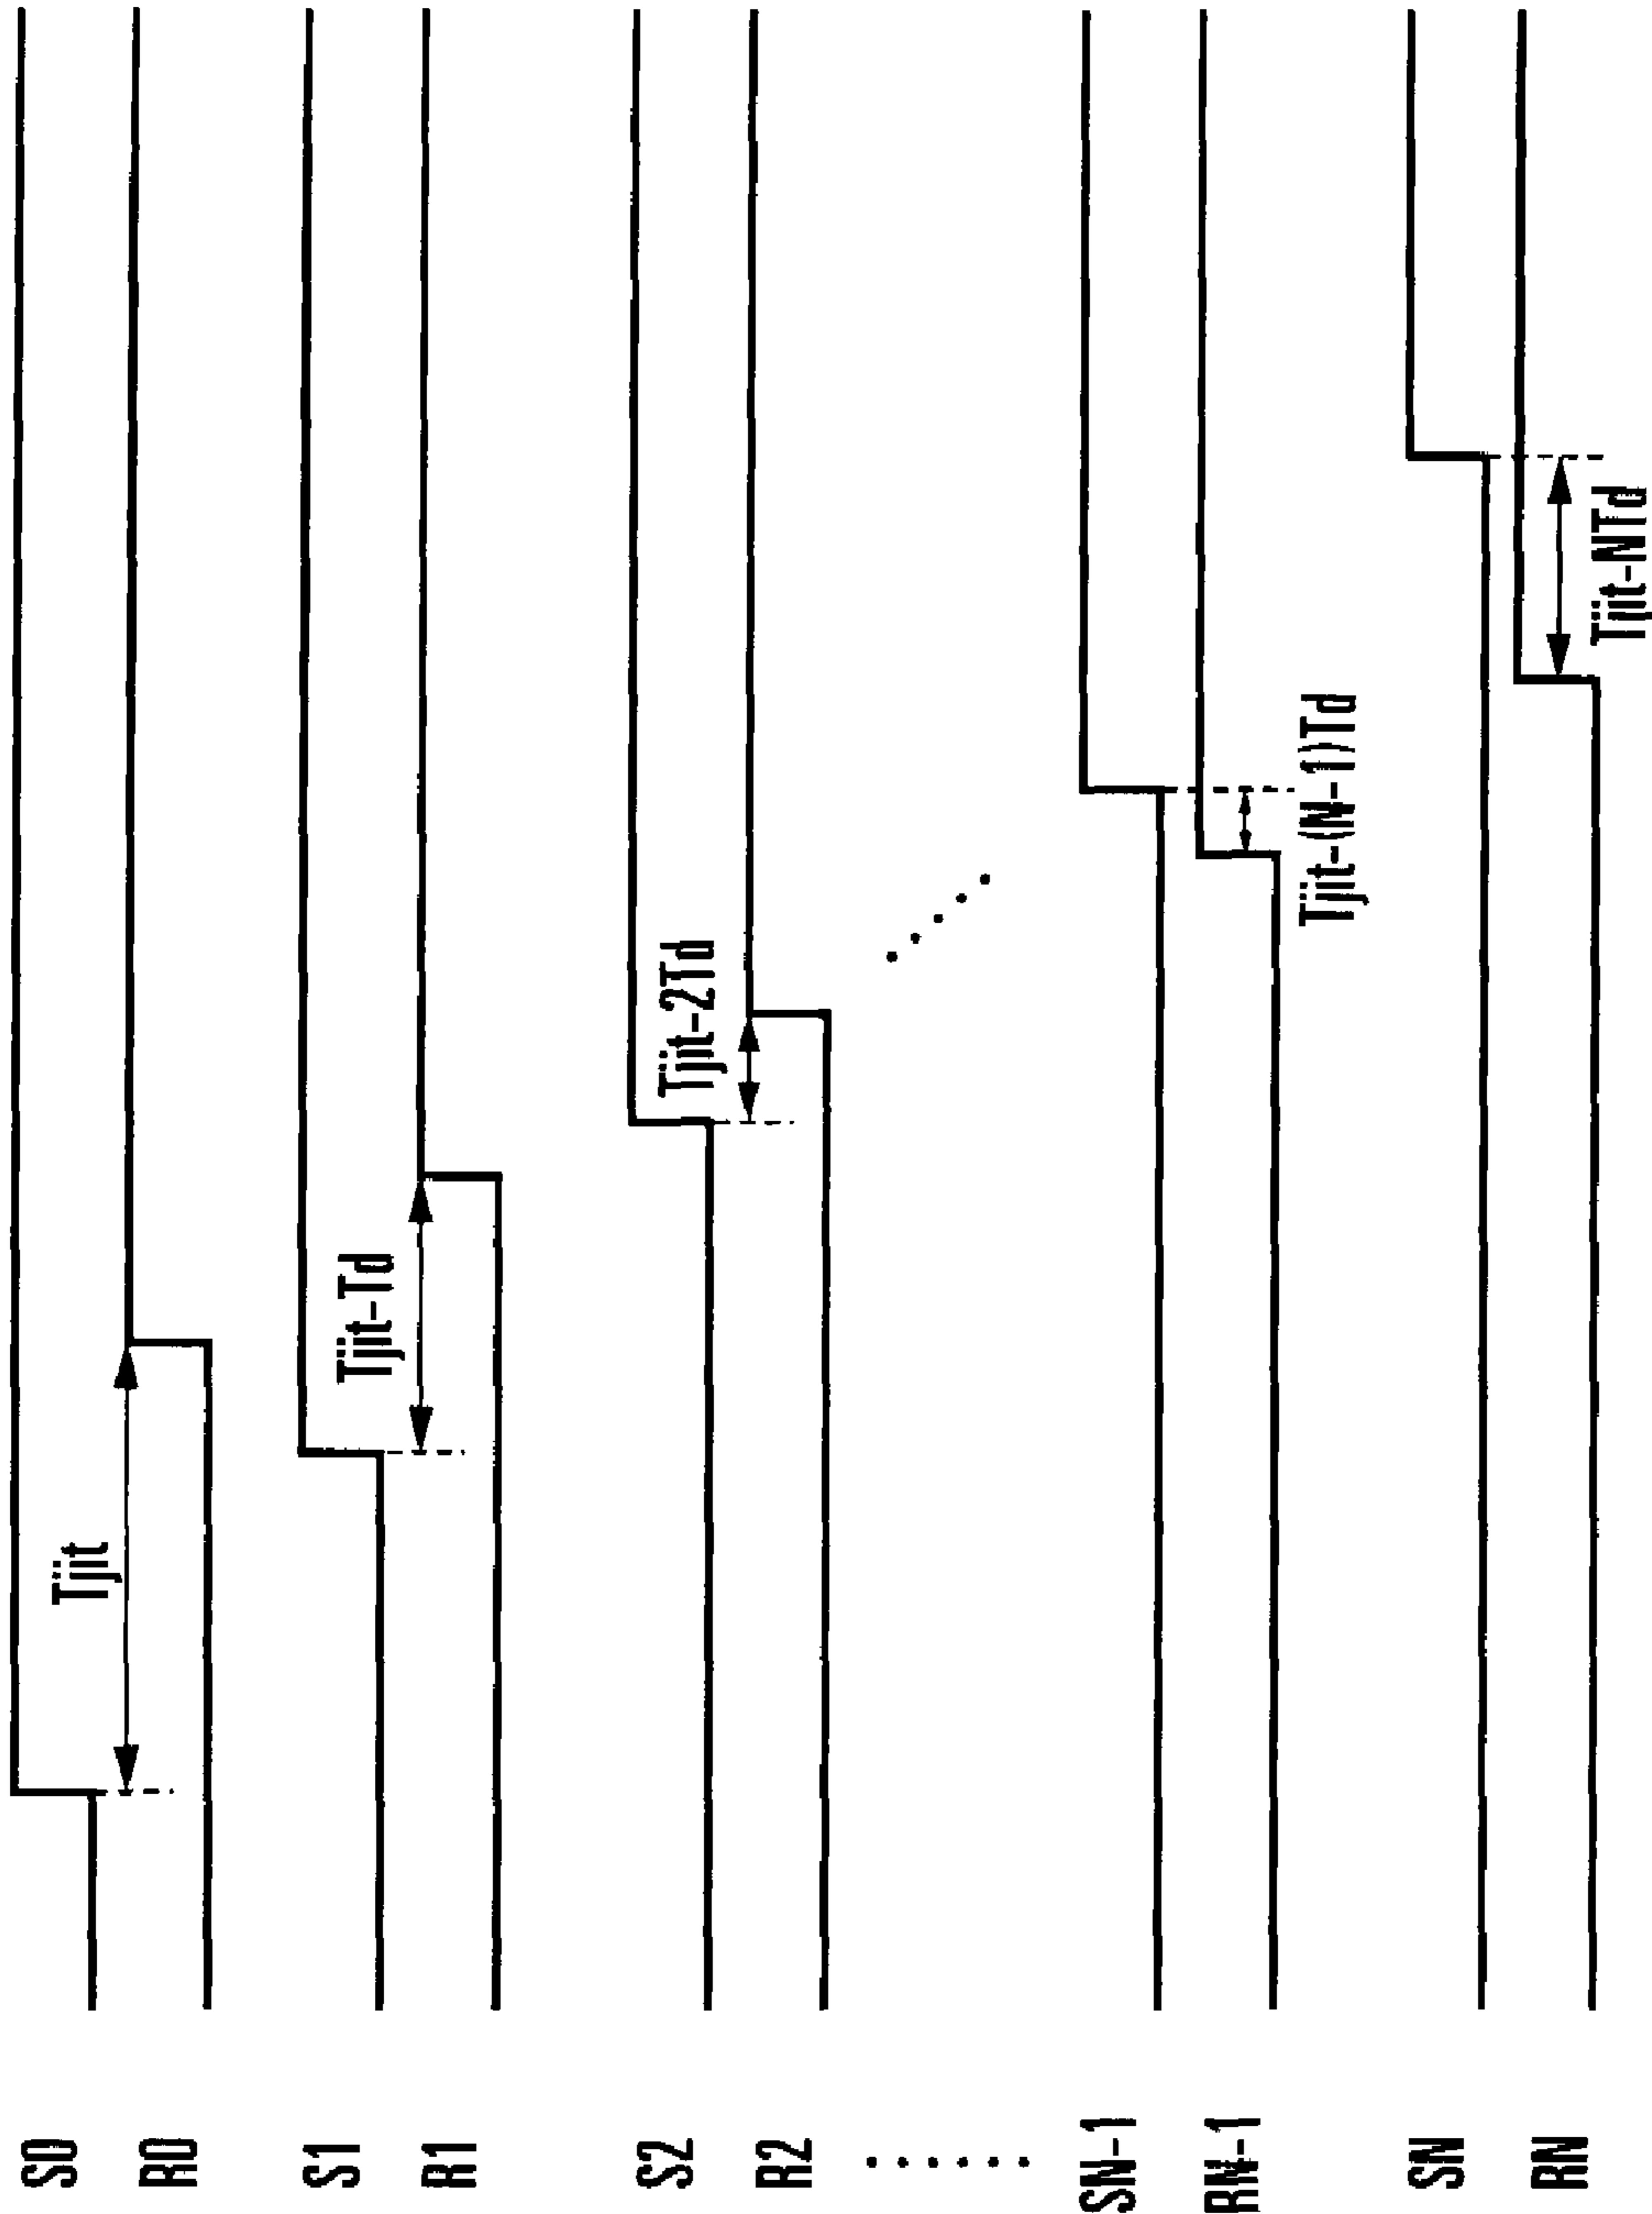 S0
Tjit
R0
S1
Tjit-Td
R1
S2
Tjit-2Td
R2
SN-1
RN-1
Tjit-(N-1)Td
SN
RN
Tjit-NTd